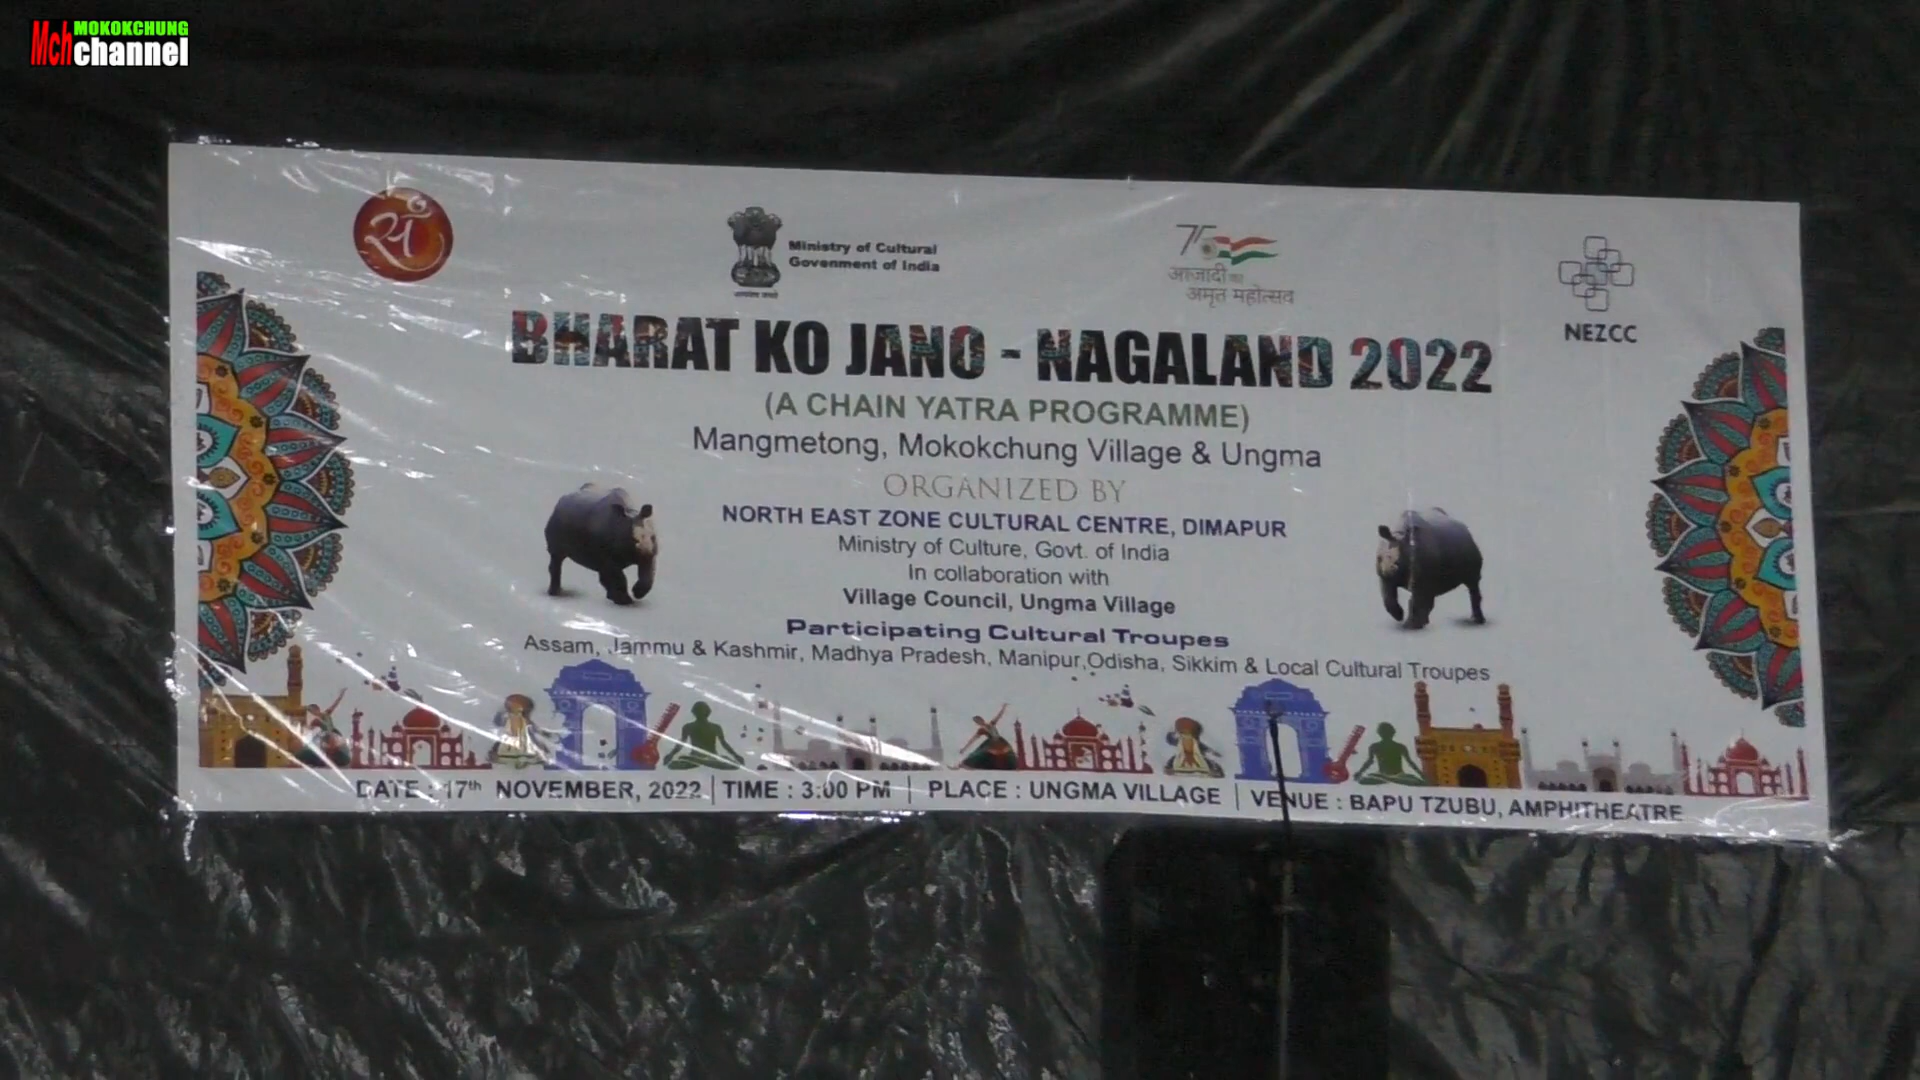 MOKOKCHUNG
Mch channel
Ministry of Cultural
Govenment of India
75
आज़ादी का
अमृत महोत्सव
NEZCC
BHARAT KO JANO - NAGALAND 2022
(A CHAIN YATRA PROGRAMME)
Mangmetong, Mokokchung Village & Ungma
ORGANIZED BY
NORTH EAST ZONE CULTURAL CENTRE, DIMAPUR
Ministry of Culture, Govt. of India
In collaboration with
Village Council, Ungma Village
Participating Cultural Troupes
Assam, Jammu & Kashmir, Madhya Pradesh, Manipur,Odisha, Sikkim & Local Cultural Troupes
DATE : 17th NOVEMBER, 2022 | TIME : 3:00 PM | PLACE : UNGMA VILLAGE | VENUE : BAPU TZUBU, AMPHITHEATRE